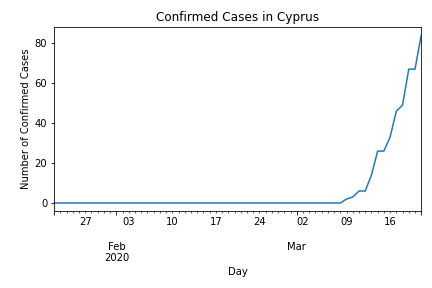 Confirmed Cases in Cyprus
80
60
40
20
0
Number of Confirmed Cases
27 03 10 17 24 02 09 16
Feb Mar
2020
Day